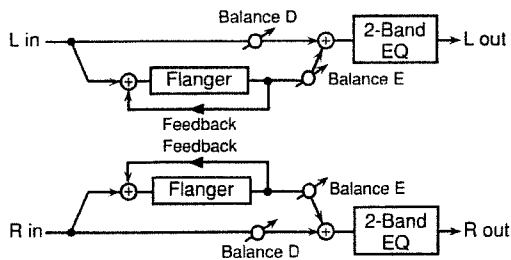 Balance D
2-Band
EQ
L in
L out
Flanger
Balance E
Feedback
Feedback
Flanger
Balance E
2-Band
EQ
R in
R out
Balance D